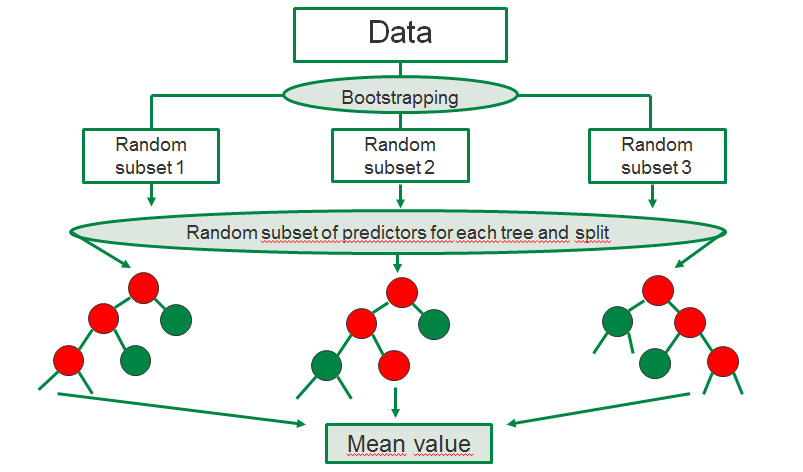 Data
Bootstrapping
Random
subset 1
Random
subset 2
Random
subset 3
Random subset of predictors for each tree and split
Mean value